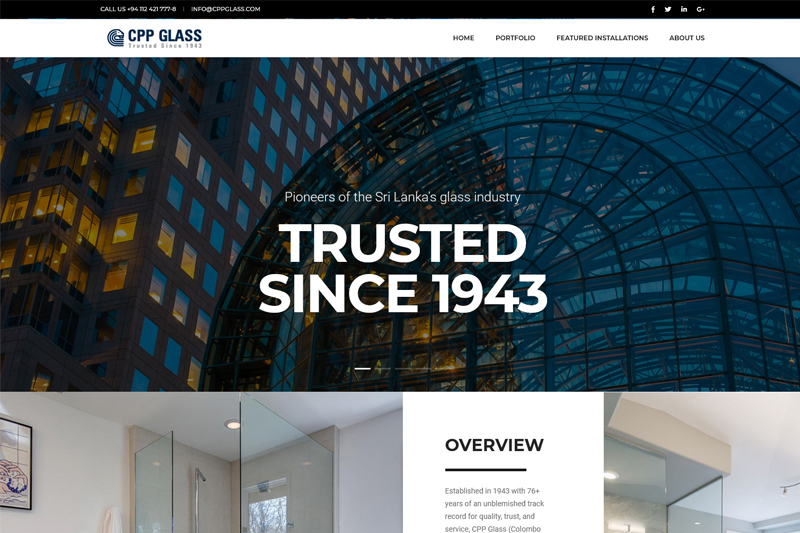 CALL US +94 112 421 777-8 | INFO@CPPGLASS.COM
CPP GLASS
Trusted Since 1943
HOME PORTFOLIO FEATURED INSTALLATIONS ABOUT US
Pioneers of the Sri Lanka's glass industry
TRUSTED
SINCE 1943
OVERVIEW
Established in 1943 with 76+
years of an unblemished track
record for quality, trust, and
service, CPP Glass (Colombo